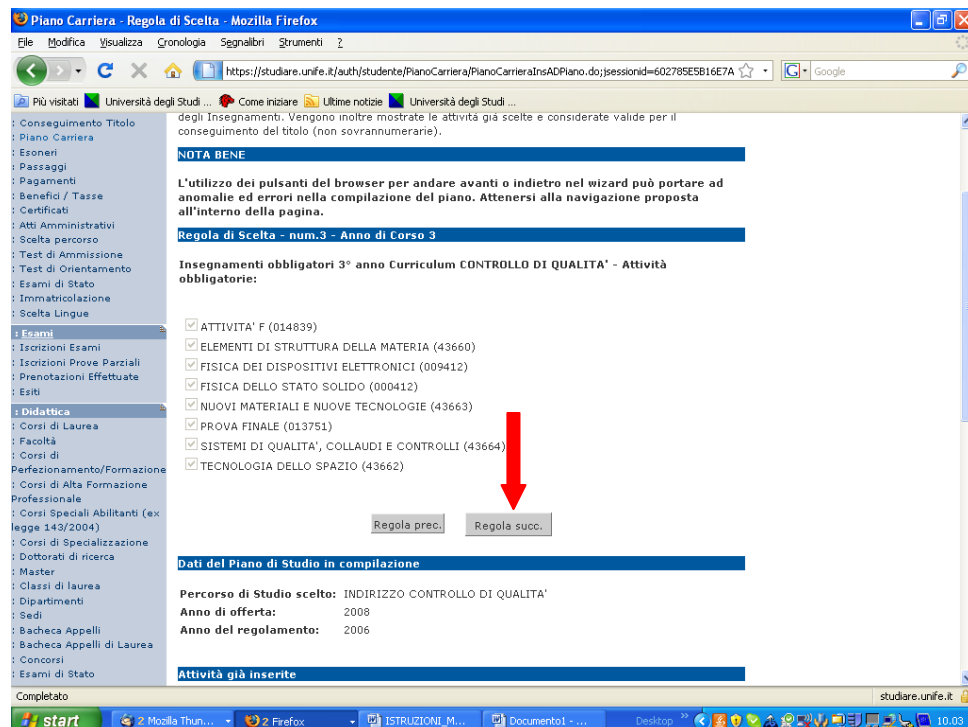 Piano Carriera - Regola di Scelta - Mozilla Firefox
File Modifica Visualizza Cronologia Segnalibri Strumenti ?
https://studiare.unife.it/auth/studente/PianoCarriera/PianoCarrieraInsADPiano.do;jsessionid=602785E5B16E7A
G Google
Più visitati Università degli Studi ... Come iniziare Ultime notizie Università degli Studi ...
: Conseguimento Titolo
: Piano Carriera
: Esoneri
: Passaggi
: Pagamenti
: Benefici / Tasse
: Certificati
: Atti Amministrativi
: Scelta percorso
: Test di Ammissione
: Test di Orientamento
: Esami di Stato
: Immatricolazione
: Scelta Lingue
: Esami
: Iscrizioni Esami
: Iscrizioni Prove Parziali
: Prenotazioni Effettuate
: Esiti
: Didattica
: Corsi di Laurea
: Facoltà
: Corsi di
Perfezionamento/Formazione
: Corsi di Alta Formazione
Professionale
: Corsi Speciali Abilitanti (ex
legge 143/2004)
: Corsi di Specializzazione
: Dottorati di ricerca
: Master
: Classi di laurea
: Dipartimenti
: Sedi
: Bacheca Appelli
: Bacheca Appelli di Laurea
: Concorsi
: Esami di Stato
degli Insegnamenti. Vengono inoltre mostrate le attività già scelte e considerate valide per il
conseguimento del titolo (non sovrannumerarie).
NOTA BENE
L'utilizzo dei pulsanti del browser per andare avanti o indietro nel wizard può portare ad
anomalie ed errori nella compilazione del piano. Attenersi alla navigazione proposta
all'interno della pagina.
Regola di Scelta - num.3 - Anno di Corso 3
Insegnamenti obbligatori 3° anno Curriculum CONTROLLO DI QUALITA' - Attività
obbligatorie:
ATTIVITA' F (014839)
ELEMENTI DI STRUTTURA DELLA MATERIA (43660)
FISICA DEI DISPOSITIVI ELETTRONICI (009412)
FISICA DELLO STATO SOLIDO (000412)
NUOVI MATERIALI E NUOVE TECNOLOGIE (43663)
PROVA FINALE (013751)
SISTEMI DI QUALITA', COLLAUDI E CONTROLLI (43664)
TECNOLOGIA DELLO SPAZIO (43662)
Regola prec. Regola succ.
Dati del Piano di Studio in compilazione
Percorso di Studio scelto: INDIRIZZO CONTROLLO DI QUALITA'
Anno di offerta: 2008
Anno del regolamento: 2006
Attività già inserite
Completato studiare.unife.it
start 2 Mozilla Thun... 2 Firefox ISTRUZIONI_M... Documento1 - ... Desktop » 10.03